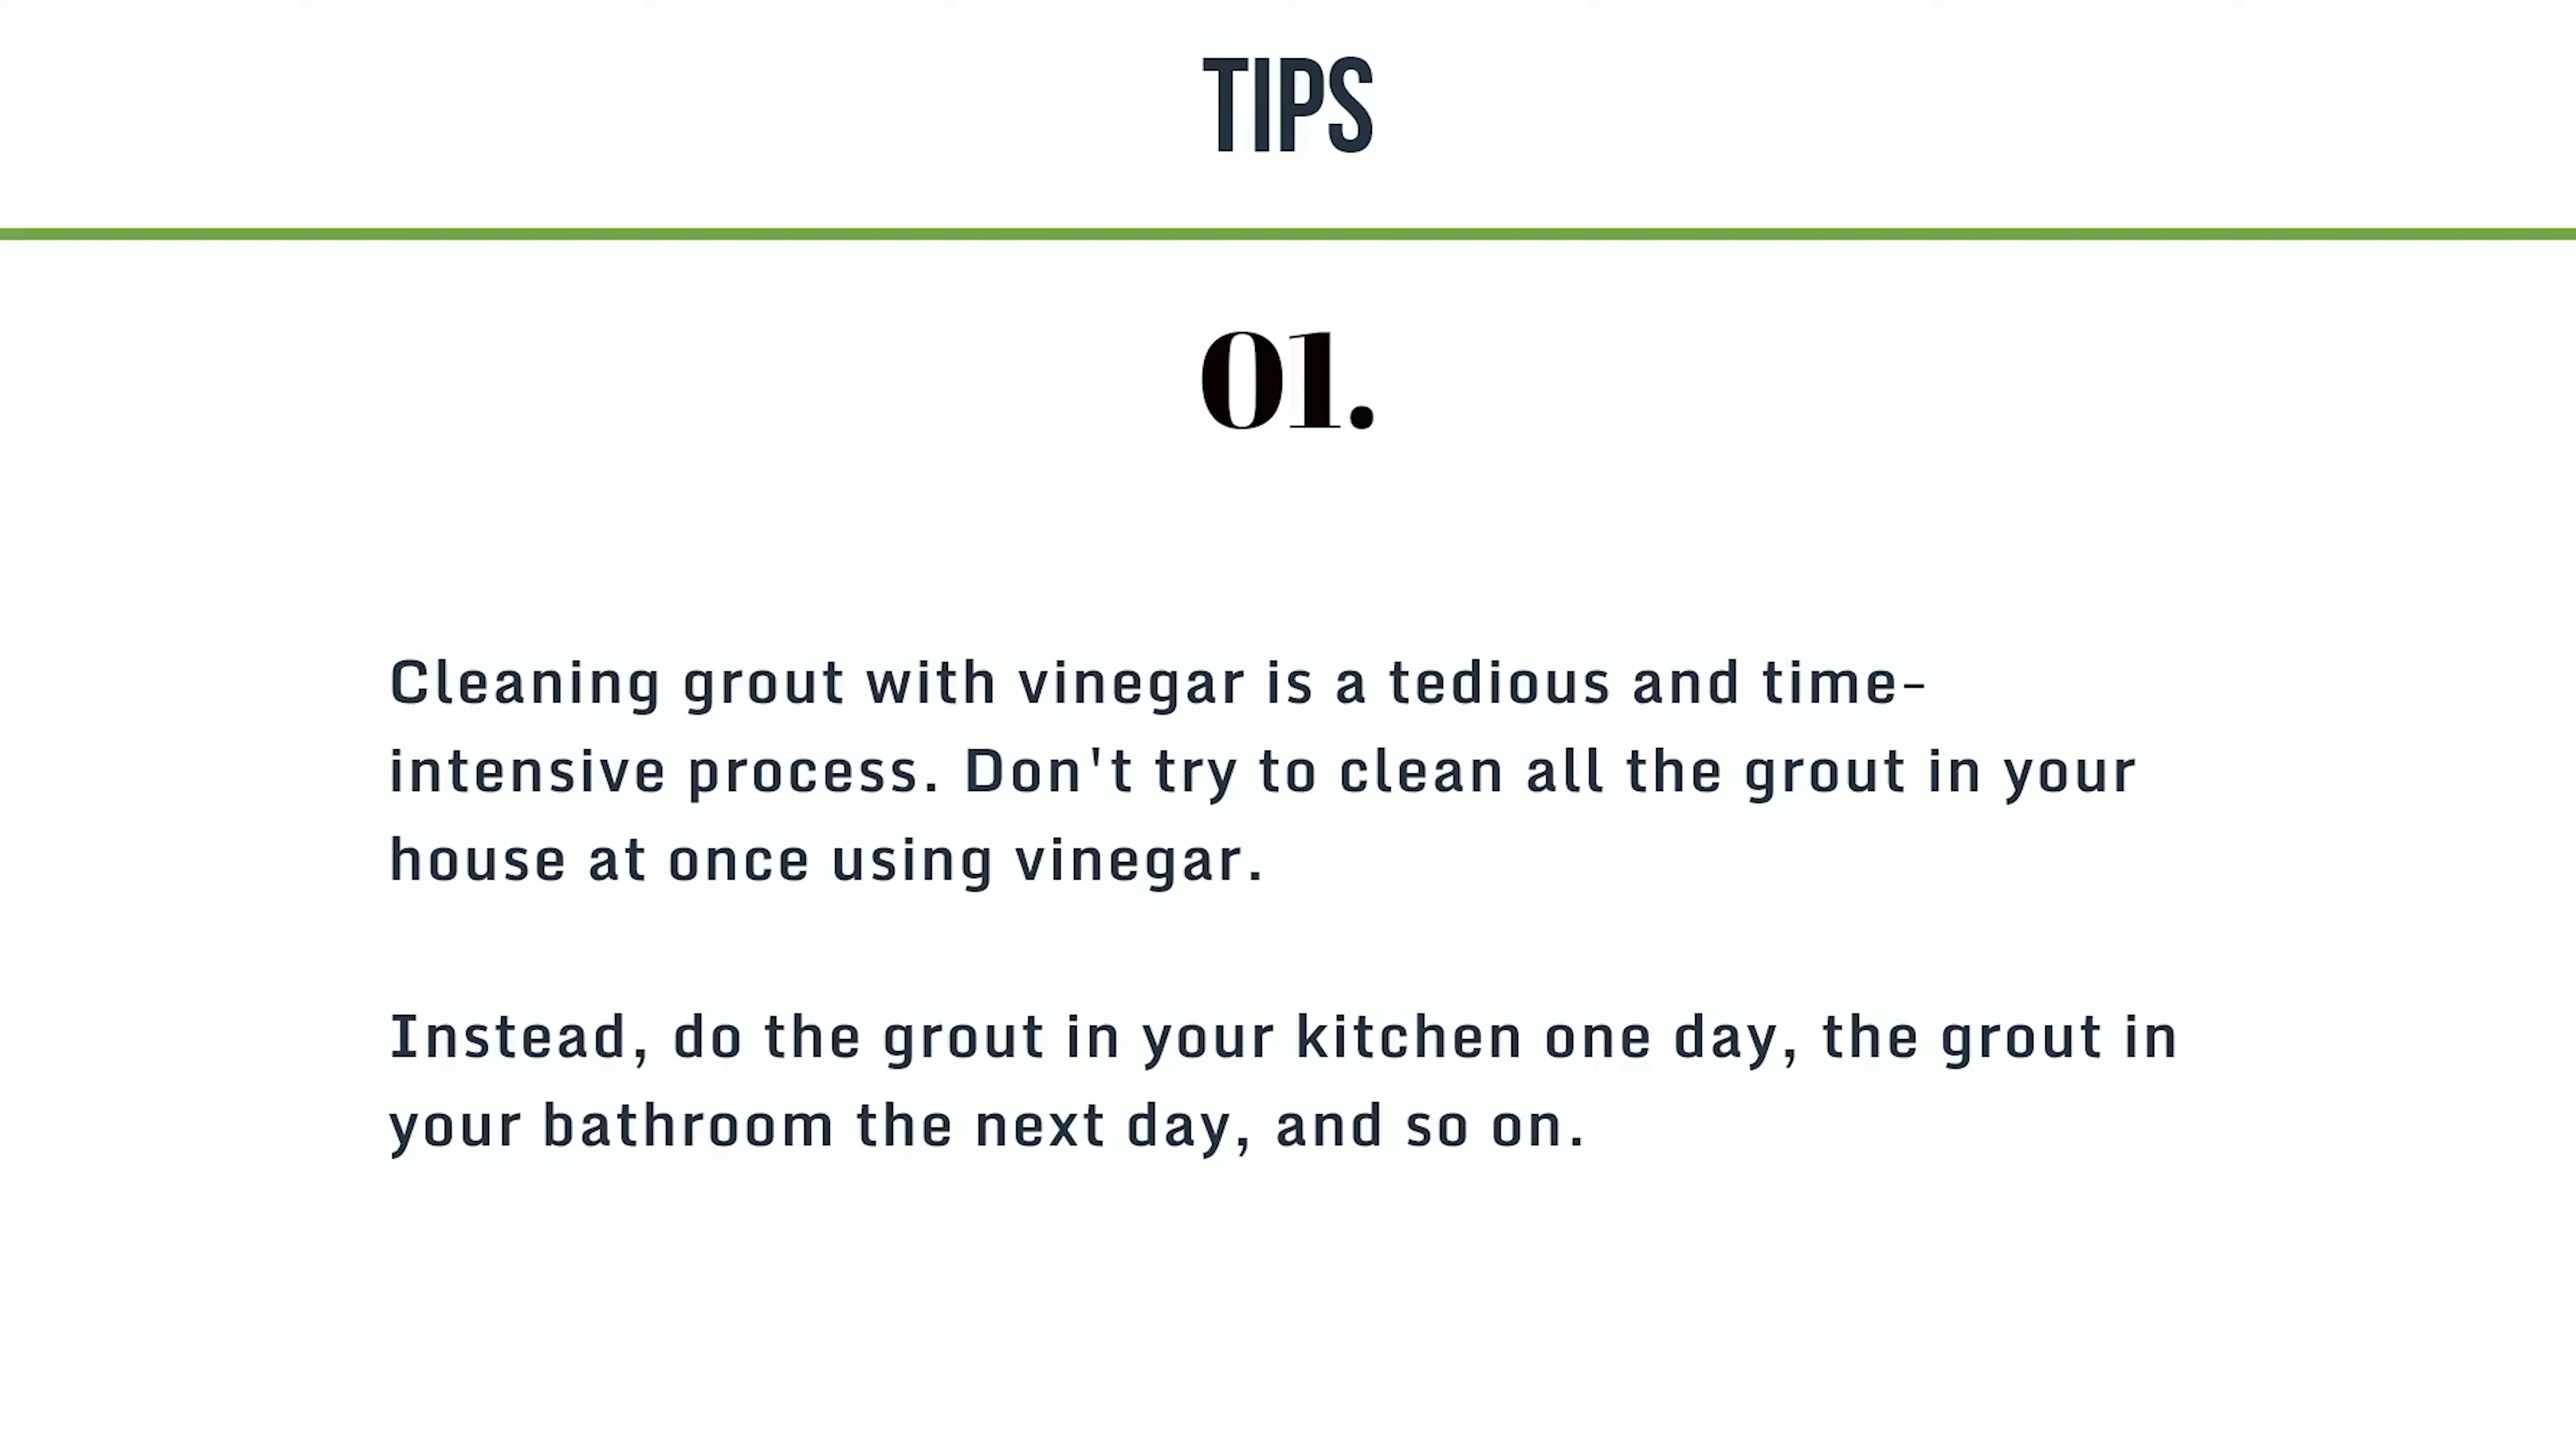 TIPS
01.
Cleaning grout with vinegar is a tedious and time-
intensive process. Don't try to clean all the grout in your
house at once using vinegar.
Instead, do the grout in your kitchen one day, the grout in
your bathroom the next day, and so on.